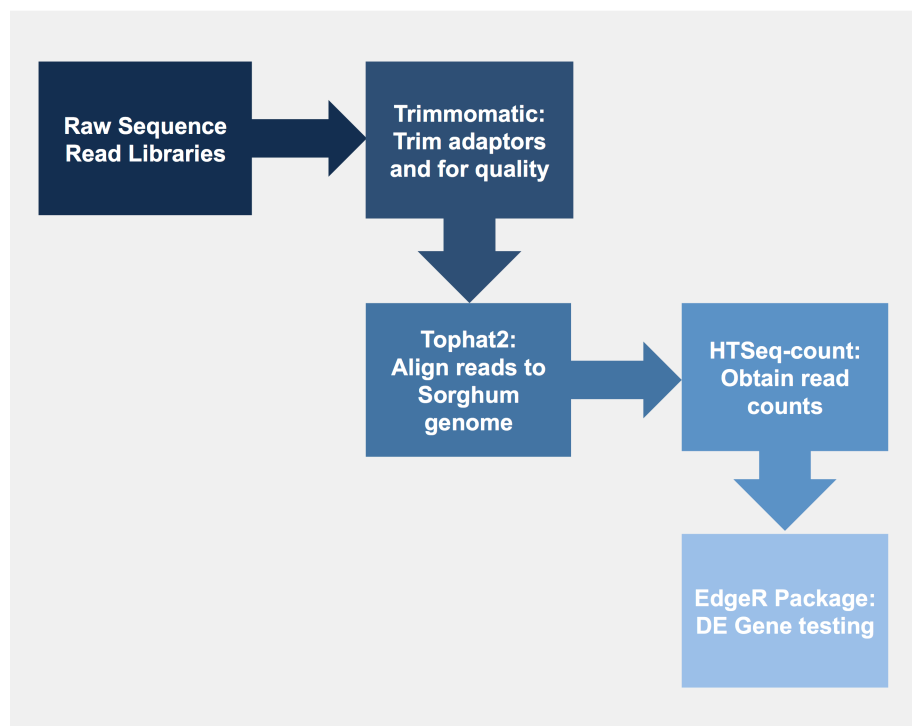 Raw Sequence
Read Libraries
Trimmomatic:
Trim adaptors
and for quality
Tophat2:
Align reads to
Sorghum
genome
HTSeq-count:
Obtain read
counts
EdgeR Package:
DE Gene testing